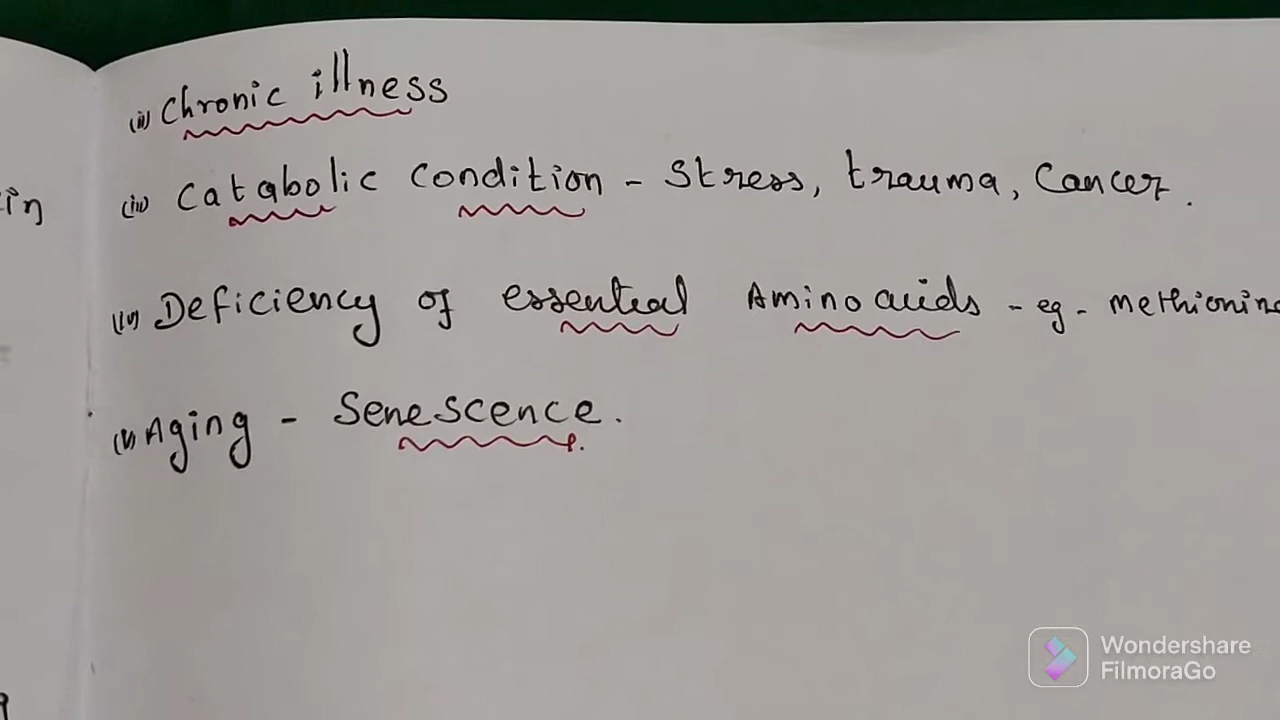 (ii) Chronic illness
(iii) Catabolic Condition - Stress, trauma, Cancer.
(iv) Deficiency of essential Amino acids - eg - Methionine
(v) Aging - Senescence.
in
Wondershare
FilmoraGo